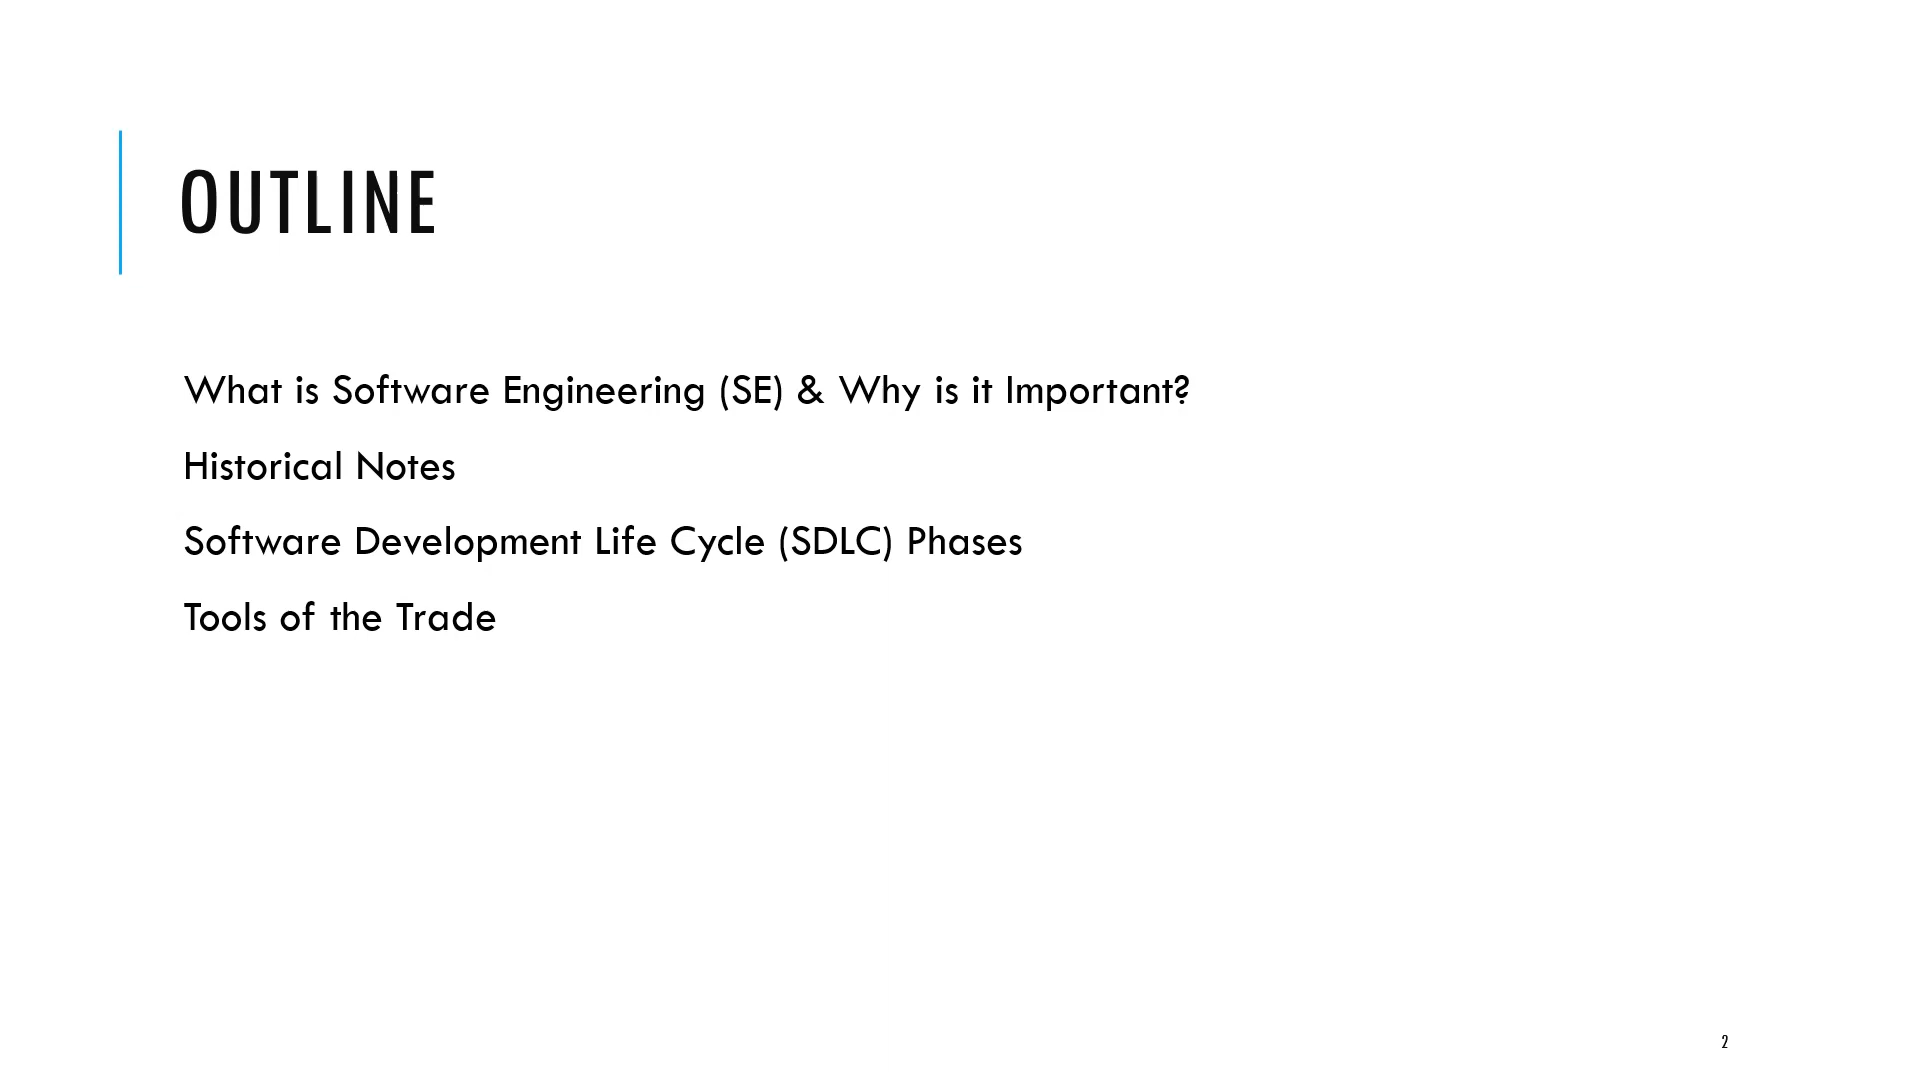 OUTLINE
What is Software Engineering (SE) & Why is it Important?
Historical Notes
Software Development Life Cycle (SDLC) Phases
Tools of the Trade
2